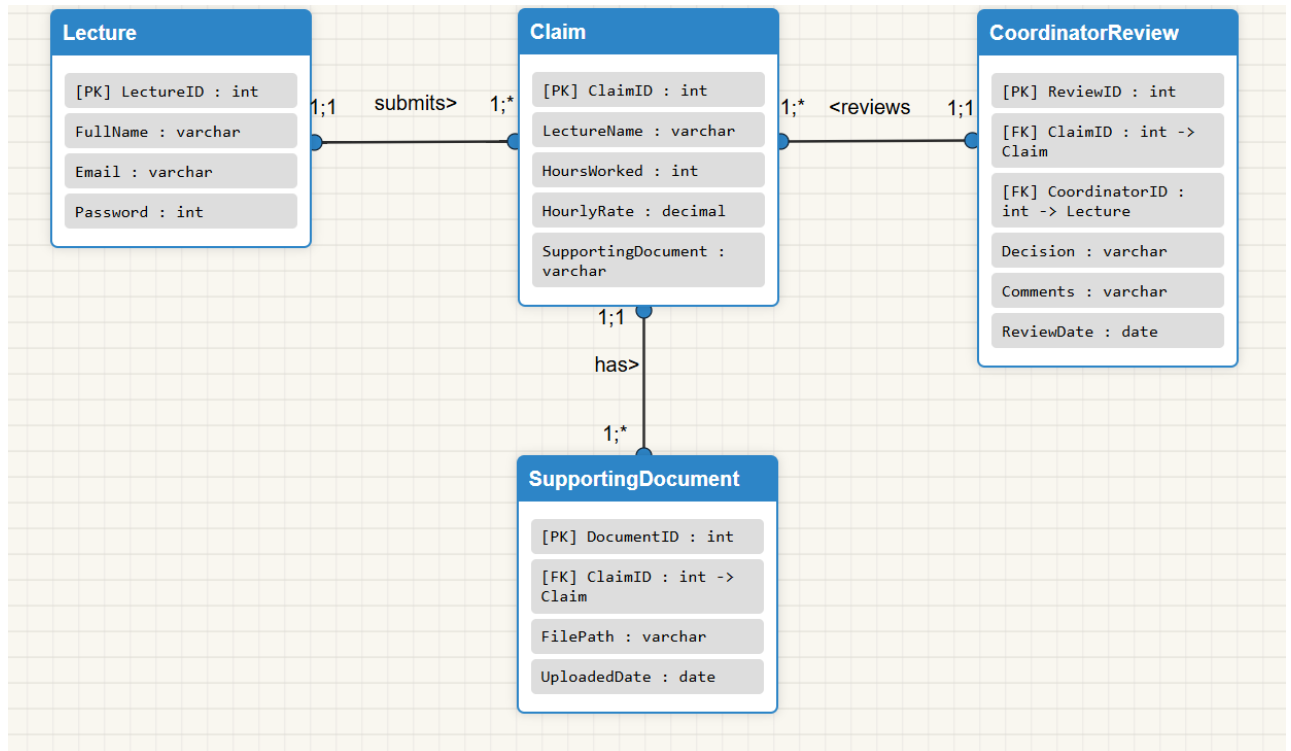 Lecture
[PK] LectureID : int
FullName : varchar
Email : varchar
Password : int
1;1
submits>
1;*
Claim
[PK] ClaimID : int
LectureName : varchar
HoursWorked : int
HourlyRate : decimal
SupportingDocument :
varchar
1;*
<reviews
1;1
CoordinatorReview
[PK] ReviewID : int
[FK] ClaimID : int ->
Claim
[FK] CoordinatorID :
int -> Lecture
Decision : varchar
Comments : varchar
ReviewDate : date
1;1
has>
1;*
SupportingDocument
[PK] DocumentID : int
[FK] ClaimID : int ->
Claim
FilePath : varchar
UploadedDate : date